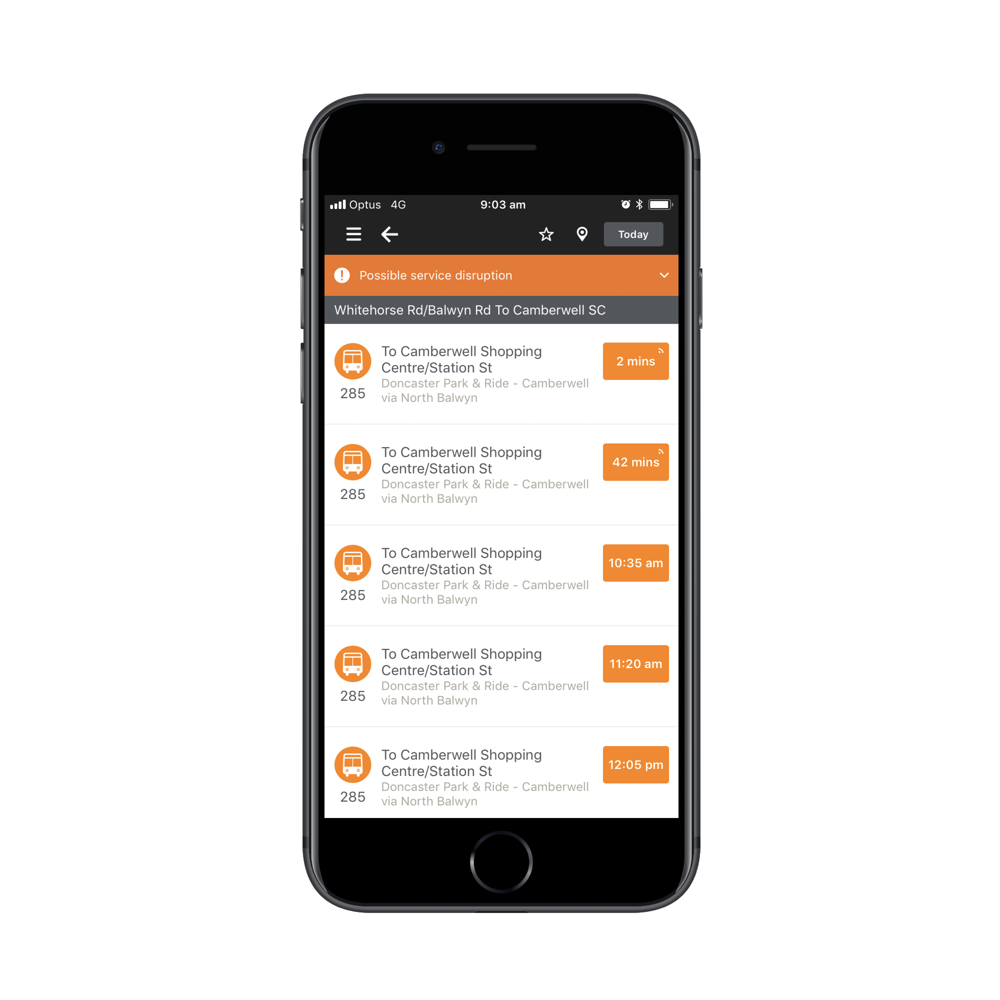 Optus 4G 9:03 am
Today
Possible service disruption
Whitehorse Rd/Balwyn Rd To Camberwell SC
To Camberwell Shopping
Centre/Station St
Doncaster Park & Ride - Camberwell
via North Balwyn
285
2 mins
To Camberwell Shopping
Centre/Station St
Doncaster Park & Ride - Camberwell
via North Balwyn
285
42 mins
To Camberwell Shopping
Centre/Station St
Doncaster Park & Ride - Camberwell
via North Balwyn
285
10:35 am
To Camberwell Shopping
Centre/Station St
Doncaster Park & Ride - Camberwell
via North Balwyn
285
11:20 am
To Camberwell Shopping
Centre/Station St
Doncaster Park & Ride - Camberwell
via North Balwyn
285
12:05 pm